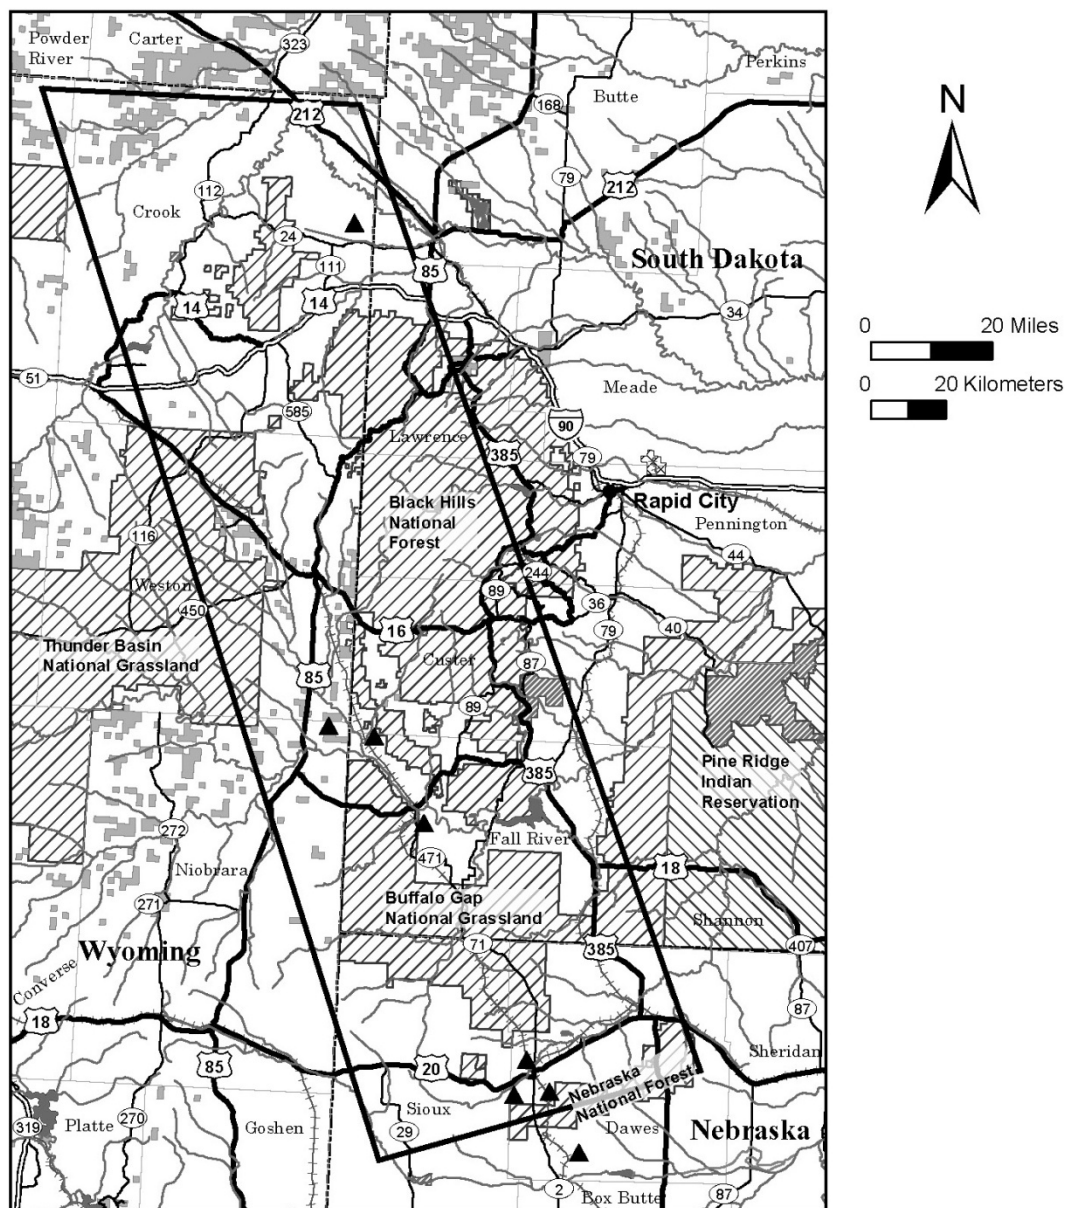 Powder
River
Carter
323
Perkins
Butte
168
212
N
112
79
212
Crook
24
South Dakota
111
85
14
14
34
0 20 Miles
51
0 20 Kilometers
Meade
585
90
Lawrence
385
79
Black Hills
National
Forest
Rapid City
Pennington
116
44
244
Weston
89
450
36
16
79
40
Thunder Basin
National Grassland
Custer
87
85
89
Pine Ridge
Indian
Reservation
385
272
Fall River
471
18
Niobrara
271
Buffalo Gap
National Grassland
Shannon
Wyoming
71
385
407
Converse
18
87
Sheridan
85
20
Nebraska
National Forest
Sioux
319
Platte
270
Goshen
29
Dawes
Nebraska
2
Box Butte
87